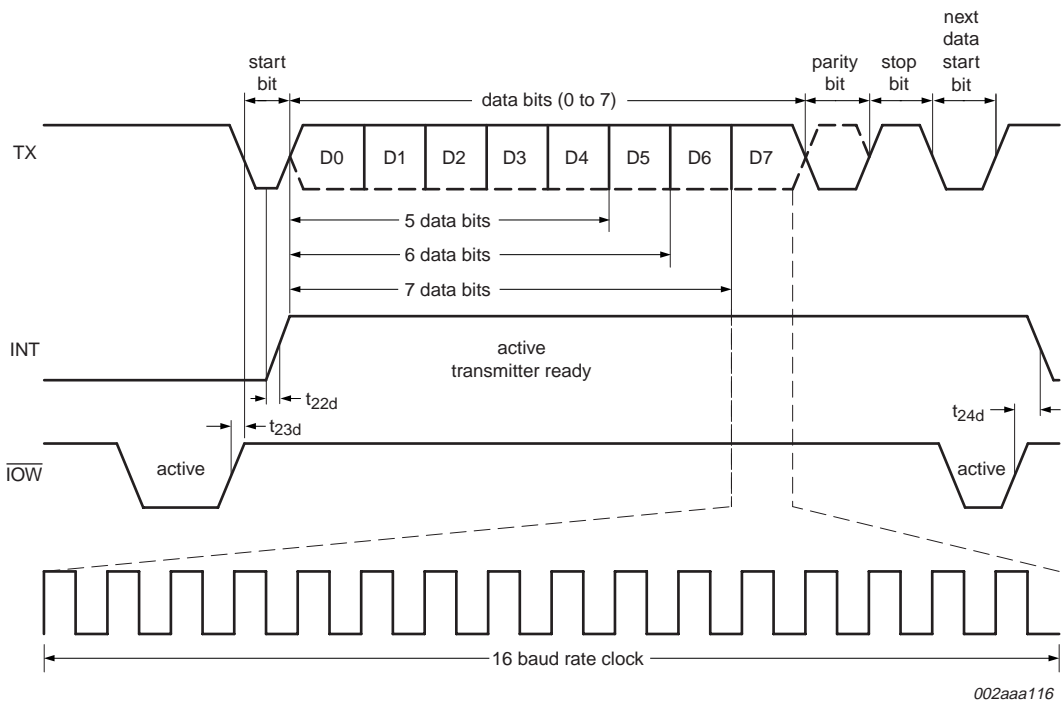 start
bit
data bits (0 to 7)
parity
bit
stop
bit
next
data
start
bit
TX
D0
D1
D2
D3
D4
D5
D6
D7
5 data bits
6 data bits
7 data bits
INT
active
transmitter ready
t22d
t23d
t24d
IOW
active
active
16 baud rate clock
002aaa116